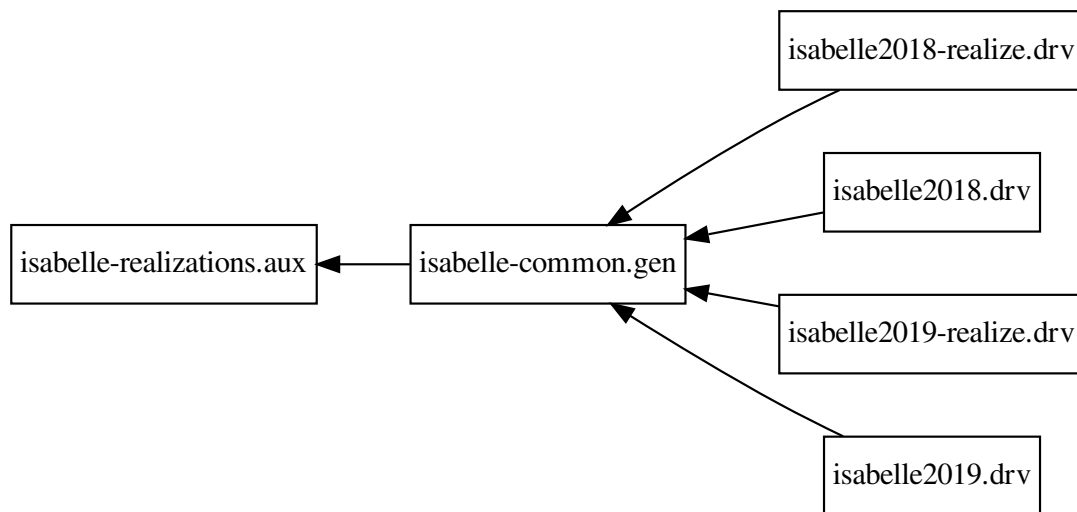 isabelle2018-realize.drv
isabelle2018.drv
isabelle-realizations.aux
isabelle-common.gen
isabelle2019-realize.drv
isabelle2019.drv